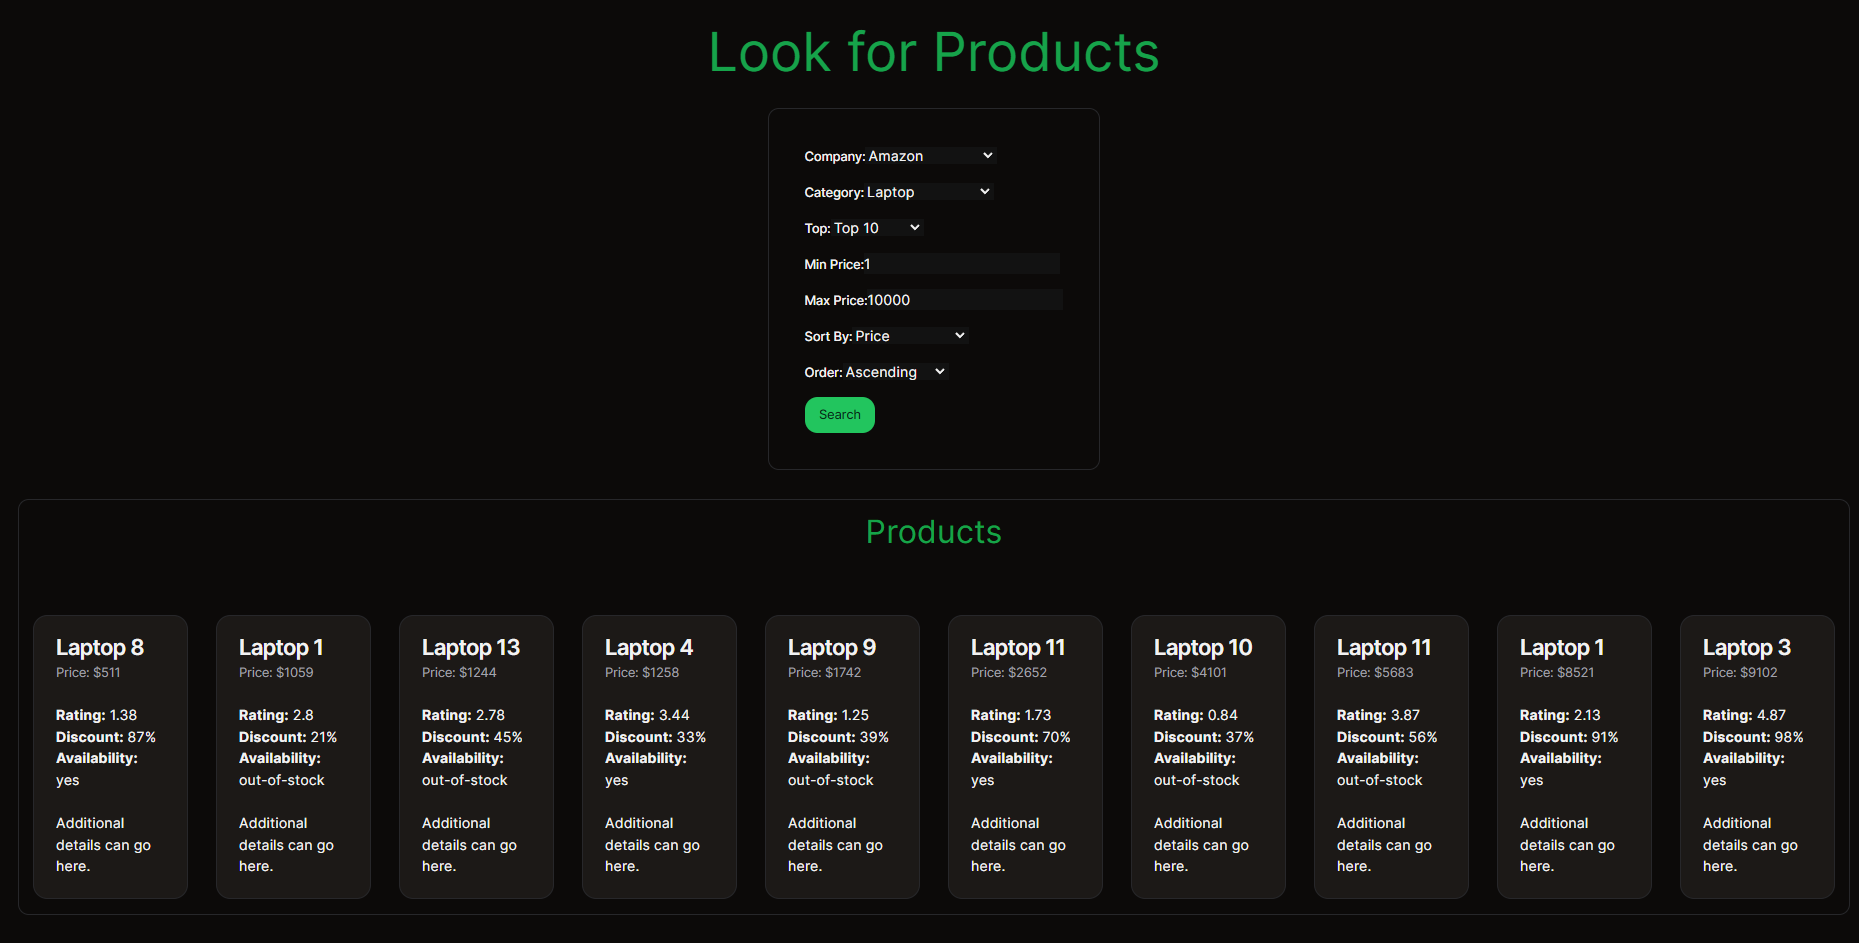 Look for Products
Company: Amazon
Category: Laptop
Top: Top 10
Min Price:1
Max Price:10000
Sort By: Price
Order: Ascending
Search
Products
Laptop 8
Price: $511
Rating: 1.38
Discount: 87%
Availability:
yes
Additional
details can go
here.
Laptop 1
Price: $1059
Rating: 2.8
Discount: 21%
Availability:
out-of-stock
Additional
details can go
here.
Laptop 13
Price: $1244
Rating: 2.78
Discount: 45%
Availability:
out-of-stock
Additional
details can go
here.
Laptop 4
Price: $1258
Rating: 3.44
Discount: 33%
Availability:
yes
Additional
details can go
here.
Laptop 9
Price: $1742
Rating: 1.25
Discount: 39%
Availability:
out-of-stock
Additional
details can go
here.
Laptop 11
Price: $2652
Rating: 1.73
Discount: 70%
Availability:
yes
Additional
details can go
here.
Laptop 10
Price: $4101
Rating: 0.84
Discount: 37%
Availability:
out-of-stock
Additional
details can go
here.
Laptop 11
Price: $5683
Rating: 3.87
Discount: 56%
Availability:
out-of-stock
Additional
details can go
here.
Laptop 1
Price: $8521
Rating: 2.13
Discount: 91%
Availability:
yes
Additional
details can go
here.
Laptop 3
Price: $9102
Rating: 4.87
Discount: 98%
Availability:
yes
Additional
details can go
here.